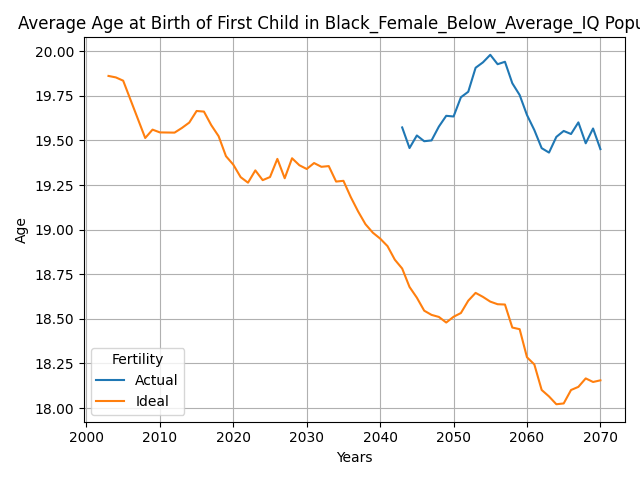 Average Age at Birth of First Child in Black_Female_Below_Average_IQ Popu
20.00
19.75
19.50
19.25
19.00
18.75
18.50
18.25
18.00
Age
Fertility
Actual
Ideal
2000 2010 2020 2030 2040 2050 2060 2070
Years